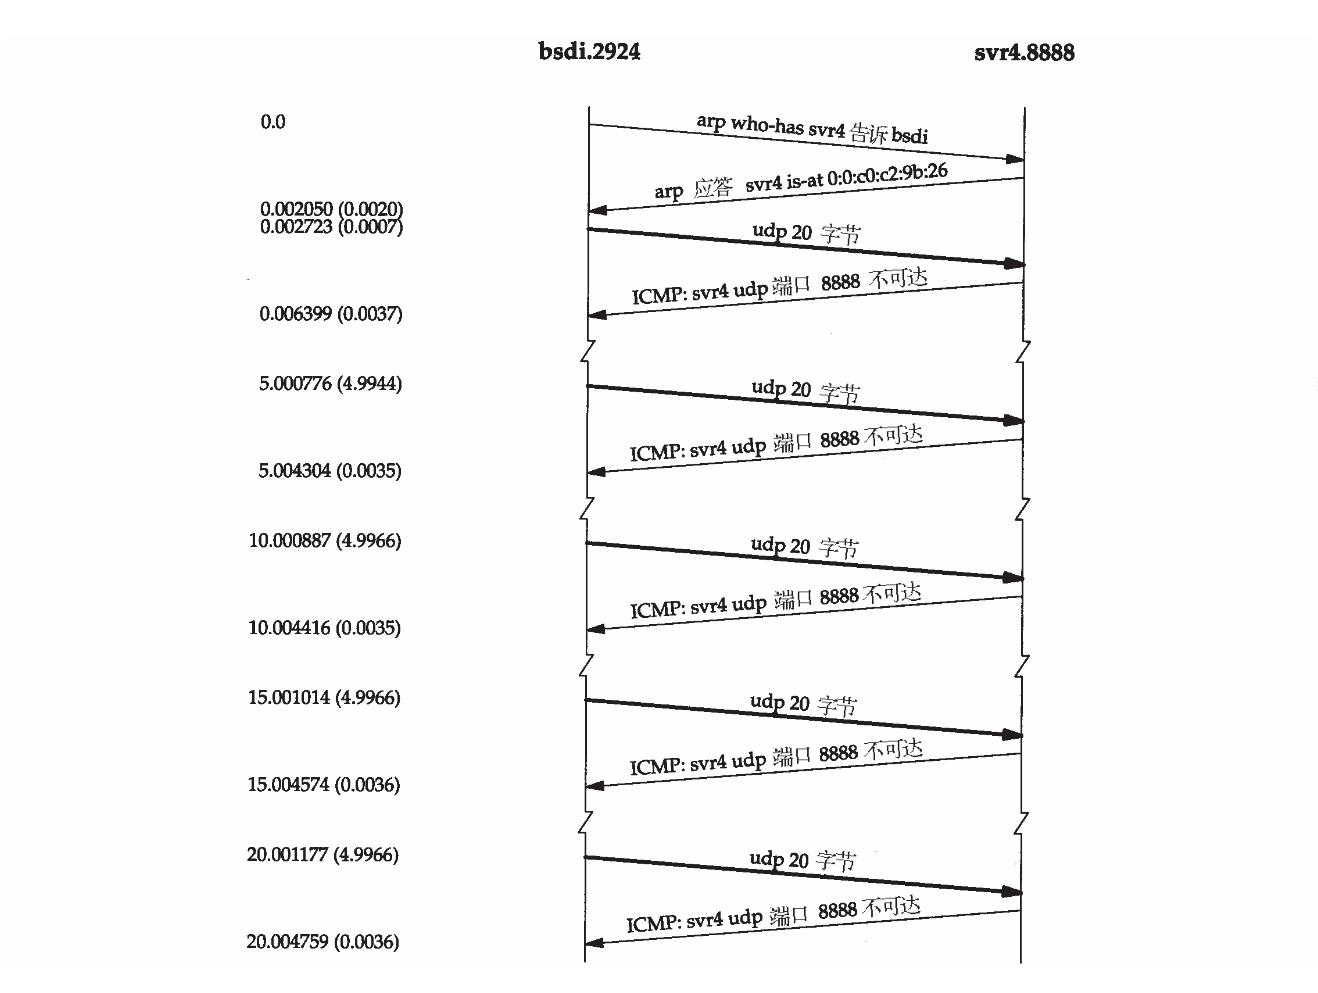 bsdi.2924 svr4.8888
0.0
arp who-has svr4 告诉 bsdi
arp 应答 svr4 is-at 0:0:c0:c2:9b:26
0.002050 (0.0020)
0.002723 (0.0007)
udp 20 字节
ICMP: svr4 udp 端口 8888 不可达
0.006399 (0.0037)
5.000776 (4.9944)
udp 20 字节
ICMP: svr4 udp 端口 8888 不可达
5.004304 (0.0035)
10.000887 (4.9966)
udp 20 字节
ICMP: svr4 udp 端口 8888 不可达
10.004416 (0.0035)
15.001014 (4.9966)
udp 20 字节
ICMP: svr4 udp 端口 8888 不可达
15.004574 (0.0036)
20.001177 (4.9966)
udp 20 字节
ICMP: svr4 udp 端口 8888 不可达
20.004759 (0.0036)